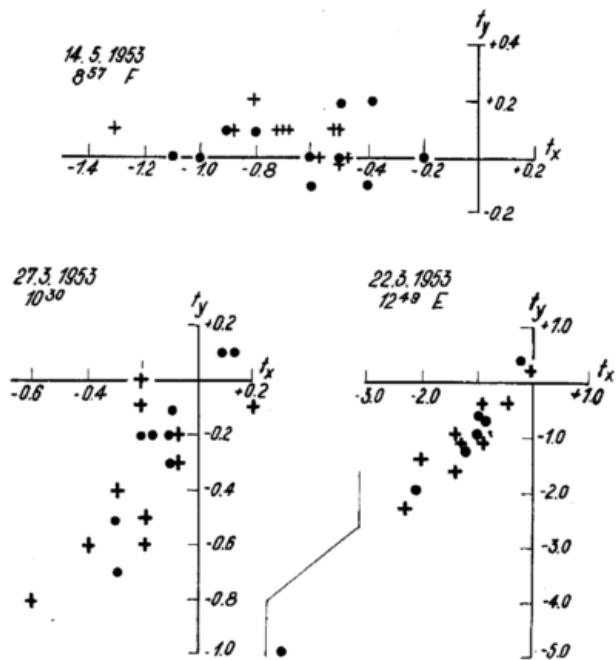 14.5.1953
8⁵⁷ F
t_y
+0.4
+0.2
t_x
-1.4 -1.2 -1.0 -0.8 -0.6 -0.4 -0.2 +0.2
-0.2
27.3.1953
10³⁰
t_y
+0.2
t_x
-0.6 -0.4 +0.2
-0.2
-0.4
-0.6
-0.8
-1.0
22.3.1953
12⁴⁹ E
t_y
+1.0
t_x
-3.0 -2.0 +1.0
-1.0
-2.0
-3.0
-4.0
-5.0